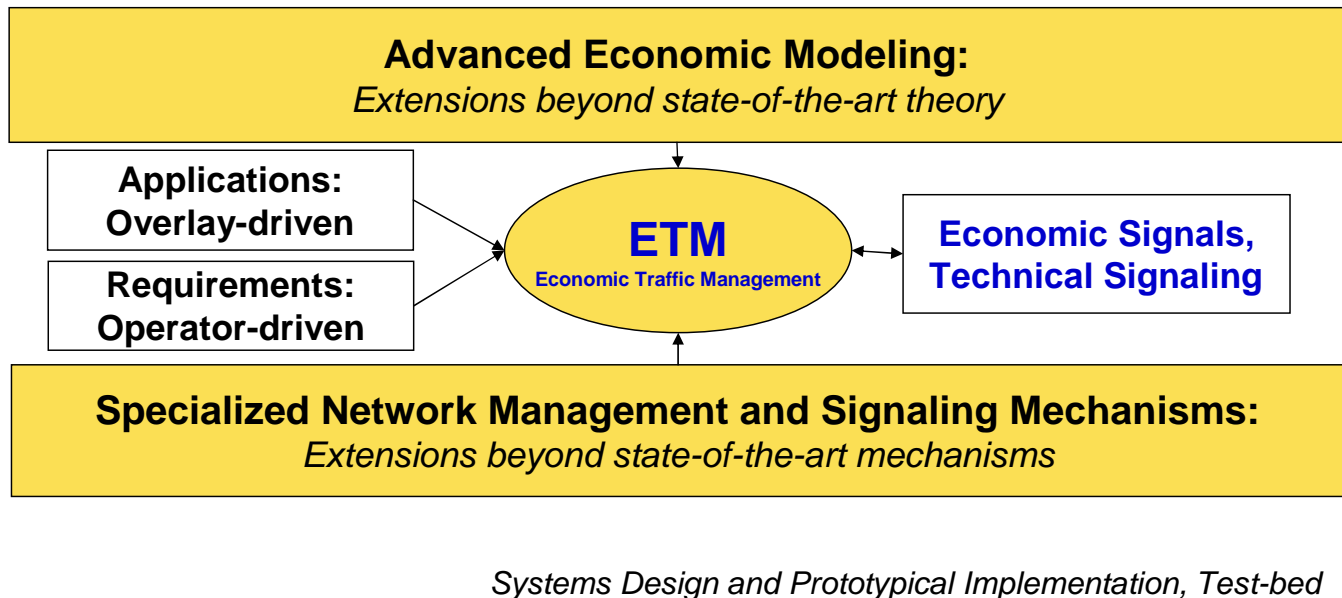 Advanced Economic Modeling:
Extensions beyond state-of-the-art theory
Applications:
Overlay-driven
Requirements:
Operator-driven
ETM
Economic Traffic Management
Economic Signals,
Technical Signaling
Specialized Network Management and Signaling Mechanisms:
Extensions beyond state-of-the-art mechanisms
Systems Design and Prototypical Implementation, Test-bed